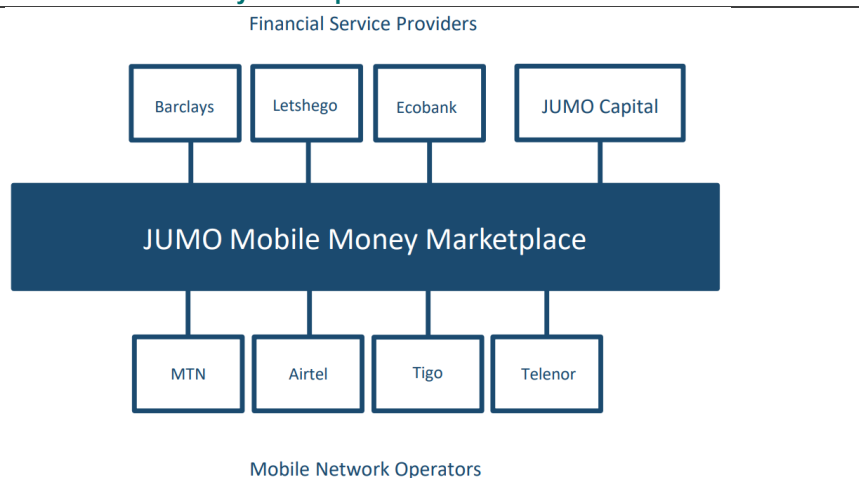 Financial Service Providers
Barclays
Letshego
Ecobank
JUMO Capital
JUMO Mobile Money Marketplace
MTN
Airtel
Tigo
Telenor
Mobile Network Operators